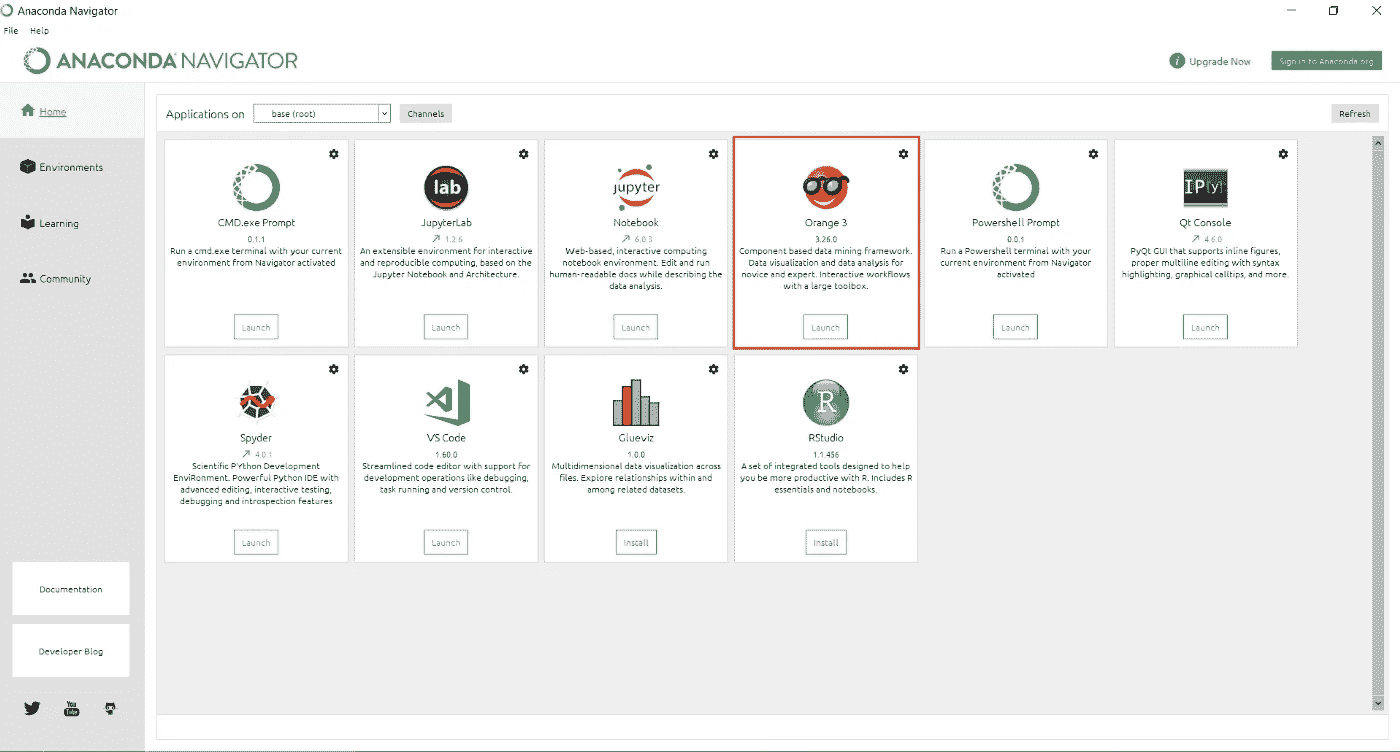 Anaconda Navigator
File Help
ANACONDA NAVIGATOR
Upgrade Now
Sign in to Anaconda.org
Home
Environments
Learning
Community
Documentation
Developer Blog
You
Tube
Applications on
base (root)
Channels
Refresh
CMD.exe Prompt
0.1.1
Run a cmd.exe terminal with your current
environment from Navigator activated
Launch
lab
JupyterLab
1.2.6
An extensible environment for interactive
and reproducible computing, based on the
Jupyter Notebook and Architecture.
Launch
jupyter
Notebook
6.0.3
Web-based, interactive computing
notebook environment. Edit and run
human-readable docs while describing the
data analysis.
Launch
Orange 3
3.26.0
Component based data mining framework.
Data visualization and data analysis for
novice and expert. Interactive workflows
with a large toolbox.
Launch
Powershell Prompt
0.0.1
Run a Powershell terminal with your
current environment from Navigator
activated
Launch
IP[y]
Qt Console
4.6.0
PyQt GUI that supports inline figures,
proper multiline editing with syntax
highlighting, graphical calltips, and more.
Launch
Spyder
4.0.1
Scientific PYthon Development
EnviRonment. Powerful Python IDE with
advanced editing, interactive testing,
debugging and introspection features
Launch
VS Code
1.60.0
Streamlined code editor with support for
development operations like debugging,
task running and version control.
Launch
Glueviz
1.0.0
Multidimensional data visualization across
files. Explore relationships within and
among related datasets.
Install
R
RStudio
1.1.456
A set of integrated tools designed to help
you be more productive with R. Includes R
essentials and notebooks.
Install